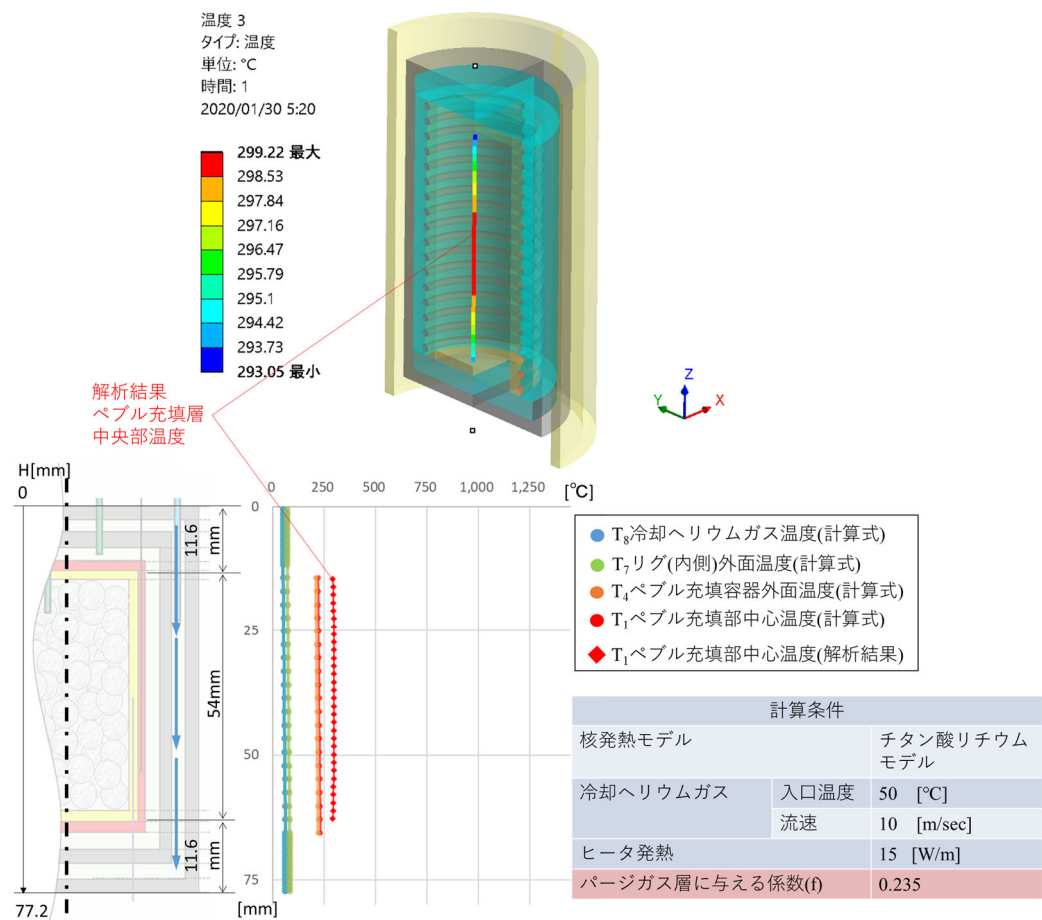 温度 3
タイプ: 温度
単位: ℃
時間: 1
2020/01/30 5:20
299.22 最大
298.53
297.84
297.16
296.47
295.79
295.1
294.42
293.73
293.05 最小
Z
Y
X
解析結果
ペブル充填層
中央部温度
H[mm]
0
11.6
mm
54mm
11.6
mm
77.2
0
250
500
750
1,000
1,250
[℃]
0
25
50
75
[mm]
T₈冷却ヘリウムガス温度(計算式)
T₇リグ(内側)外面温度(計算式)
T₄ペブル充填容器外面温度(計算式)
T₁ペブル充填部中心温度(計算式)
T₁ペブル充填部中心温度(解析結果)
計算条件
核発熱モデル チタン酸リチウム
モデル
冷却ヘリウムガス 入口温度 50 [℃]
流速 10 [m/sec]
ヒータ発熱 15 [W/m]
パージガス層に与える係数(f) 0.235